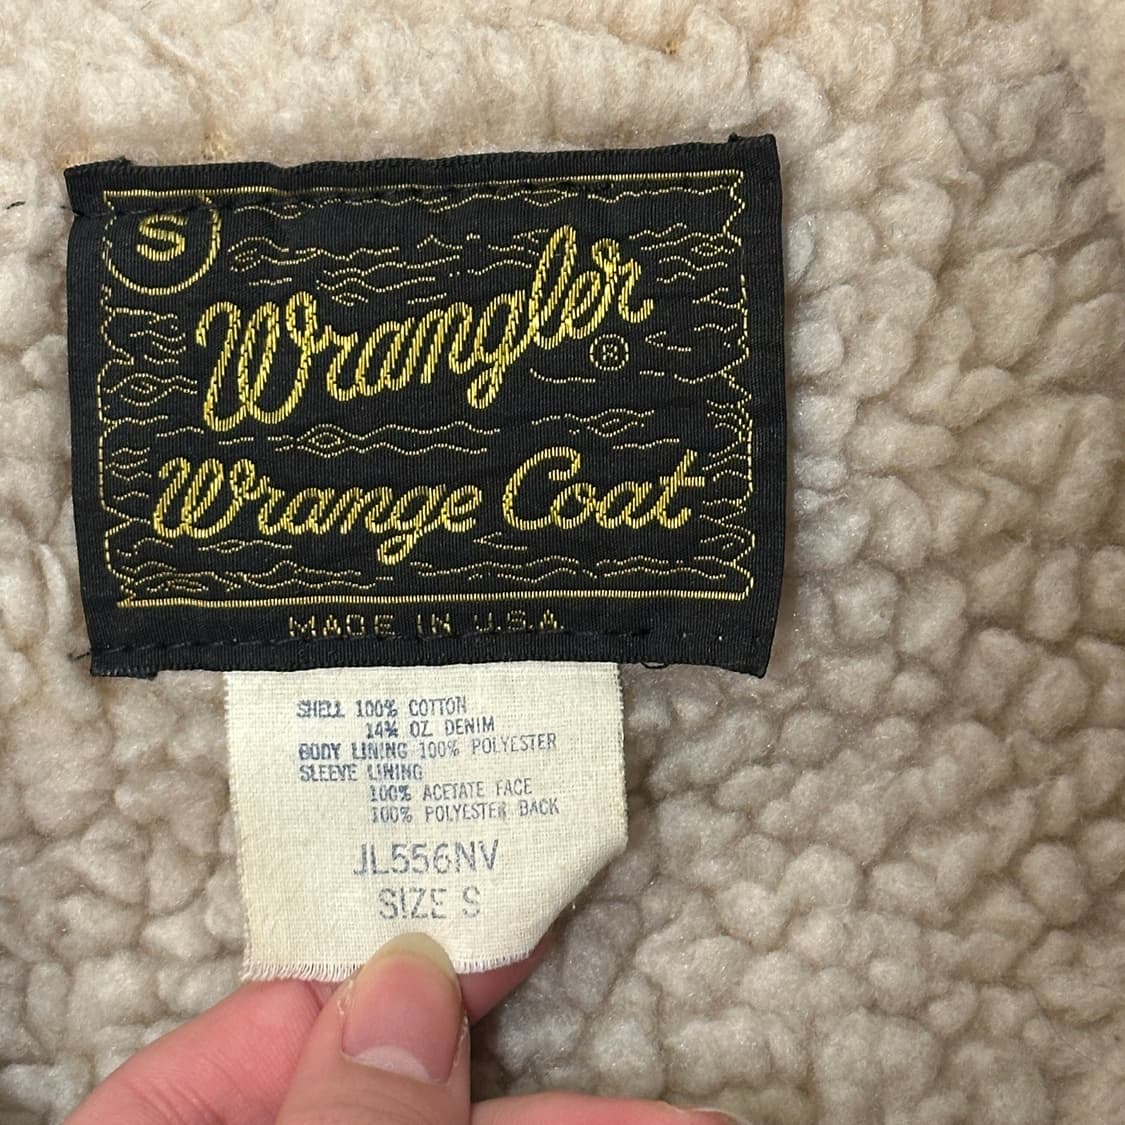 S
Wrangler ®
Wrange Coat
MADE IN U.S.A
SHELL 100% COTTON
14¾ OZ DENIM
BODY LINING 100% POLYESTER
SLEEVE LINING
100% ACETATE FACE
100% POLYESTER BACK
JL556NV
SIZE S